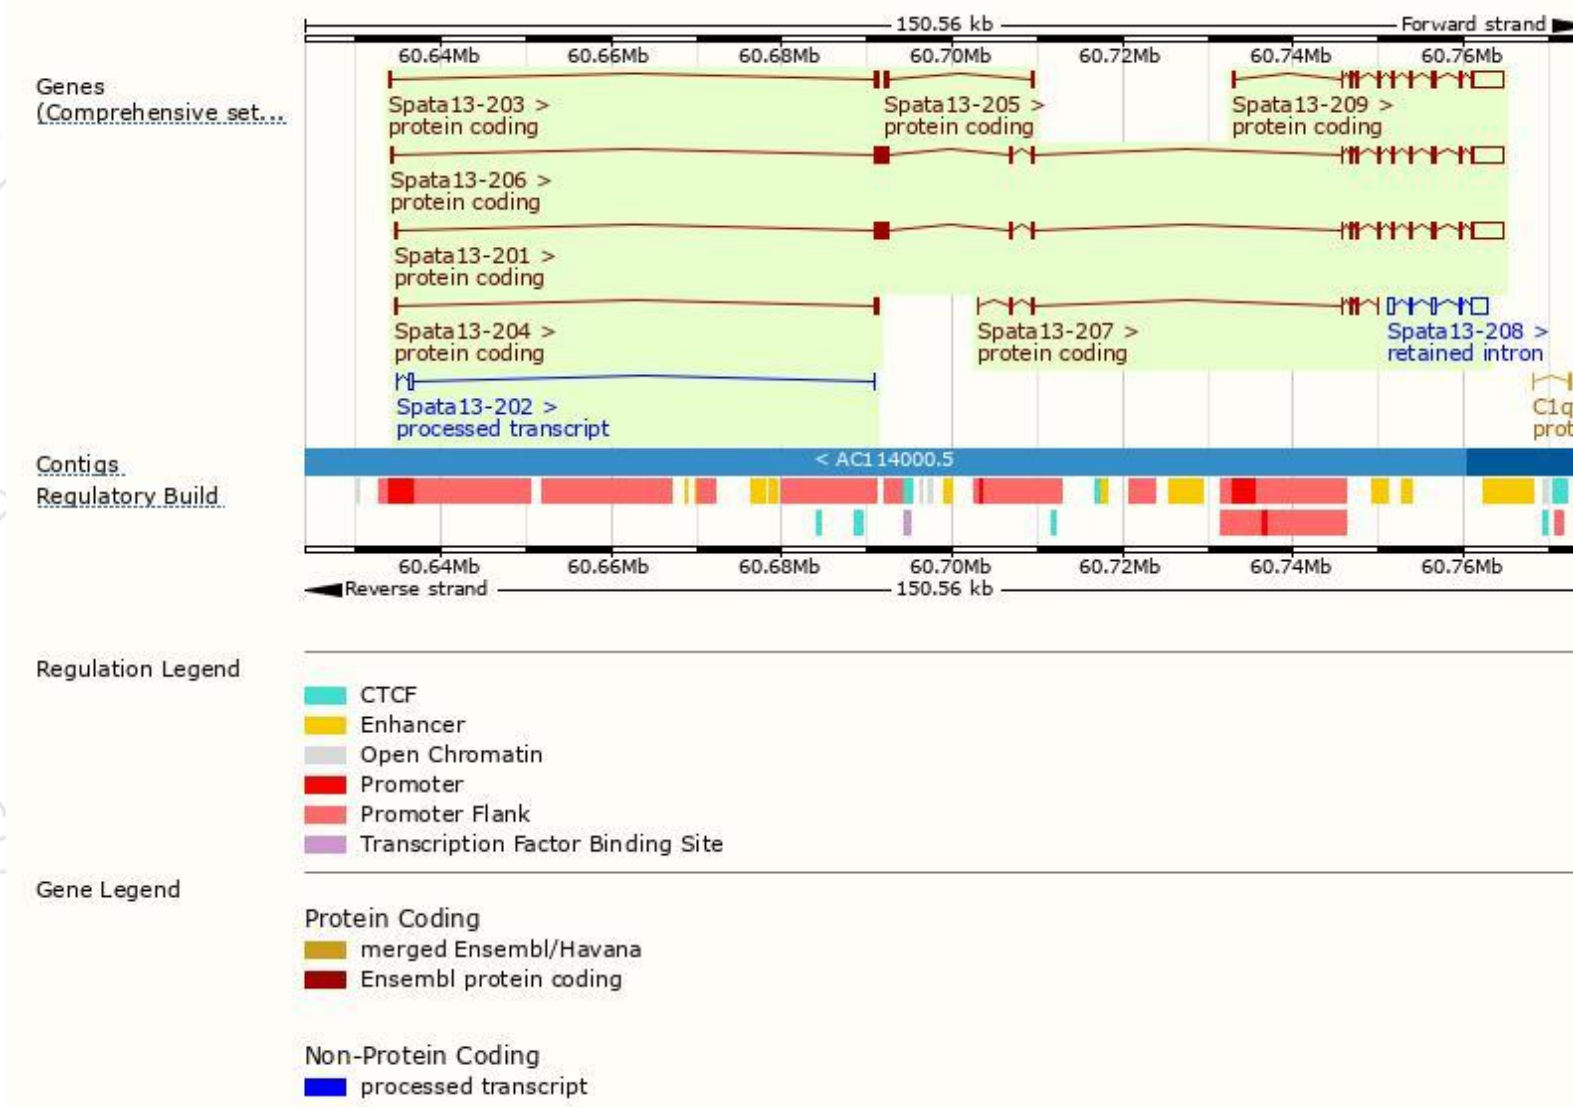 150.56 kb Forward strand
60.64Mb 60.66Mb 60.68Mb 60.70Mb 60.72Mb 60.74Mb 60.76Mb
Genes
(Comprehensive set...
Spata13-203 > Spata13-205 > Spata13-209 >
protein coding protein coding protein coding
Spata13-206 >
protein coding
Spata13-201 >
protein coding
Spata13-204 > Spata13-207 > Spata13-208 >
protein coding protein coding retained intron
Spata13-202 > C1q
processed transcript prot
Contigs < AC114000.5
Regulatory Build
60.64Mb 60.66Mb 60.68Mb 60.70Mb 60.72Mb 60.74Mb 60.76Mb
Reverse strand 150.56 kb
Regulation Legend
CTCF
Enhancer
Open Chromatin
Promoter
Promoter Flank
Transcription Factor Binding Site
Gene Legend
Protein Coding
merged Ensembl/Havana
Ensembl protein coding
Non-Protein Coding
processed transcript